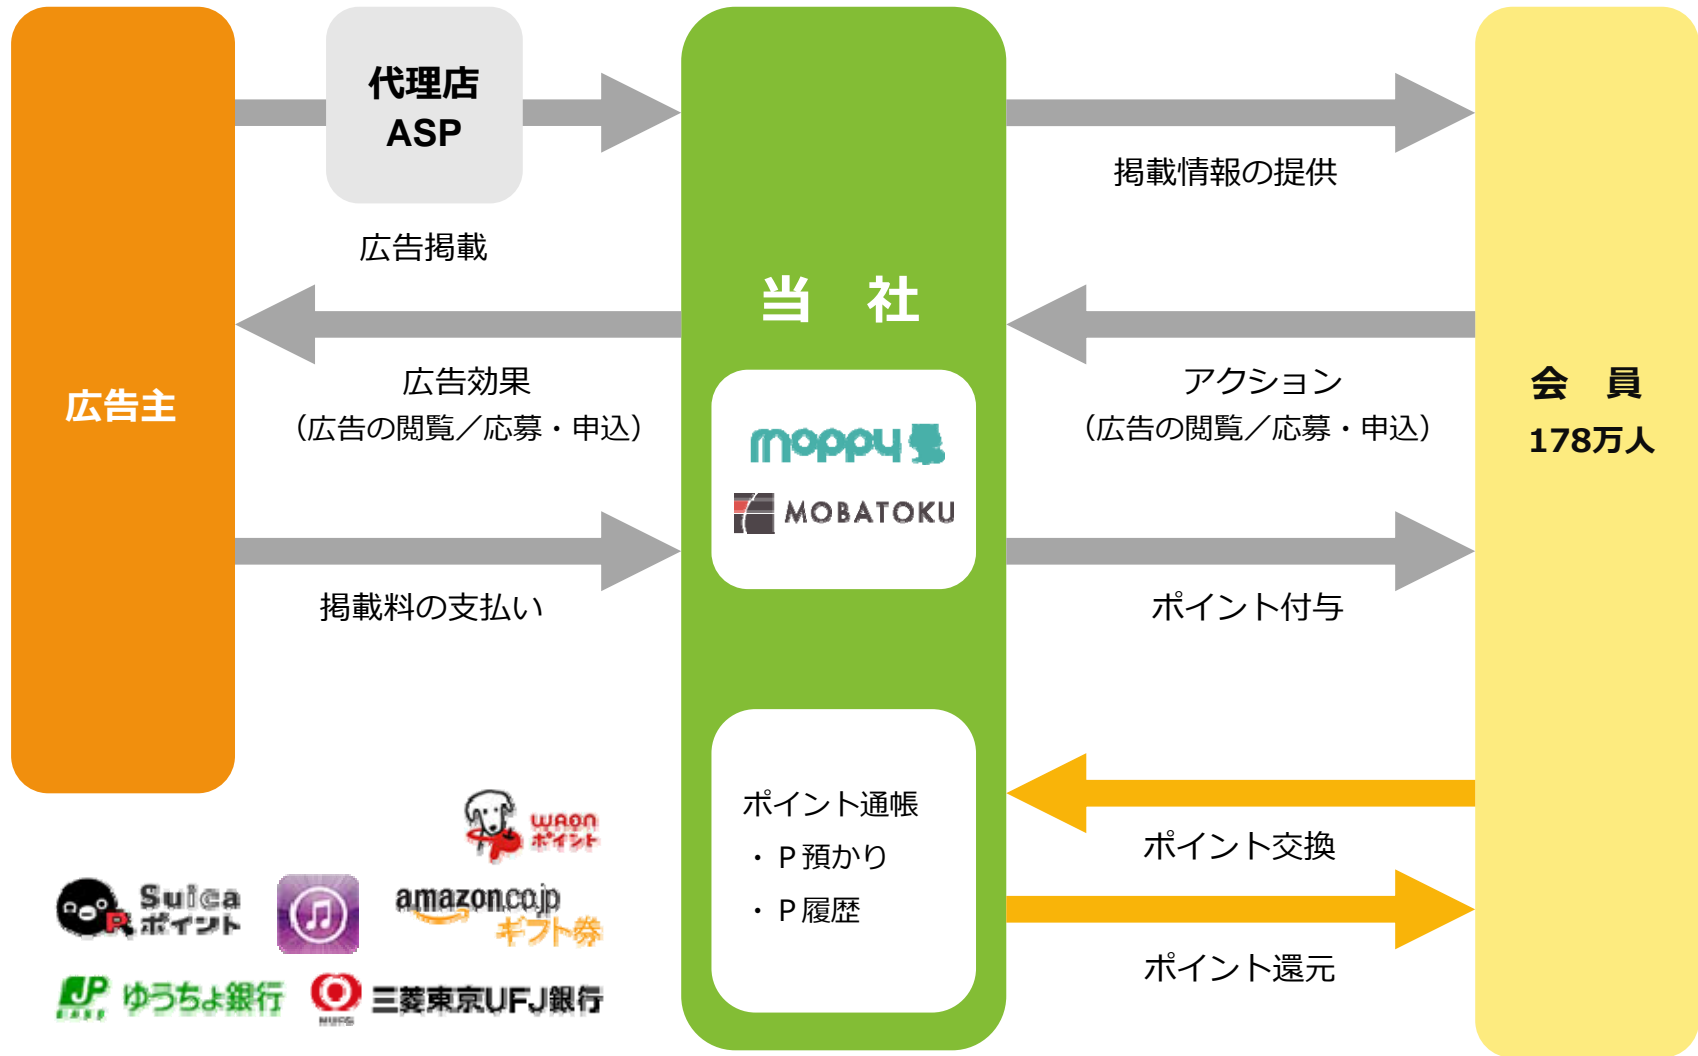 代理店
ASP
広告掲載
掲載情報の提供
当 社
広告主
広告効果
(広告の閲覧/応募・申込)
アクション
(広告の閲覧/応募・申込)
会 員
178万人
moppy
MOBATOKU
掲載料の支払い
ポイント付与
ポイント通帳
・P預かり
・P履歴
ポイント交換
ポイント還元
WAON
ポイント
Suica
ポイント
P
amazon.co.jp
ギフト券
JP
BANK
ゆうちょ銀行
MUFG
三菱東京UFJ銀行